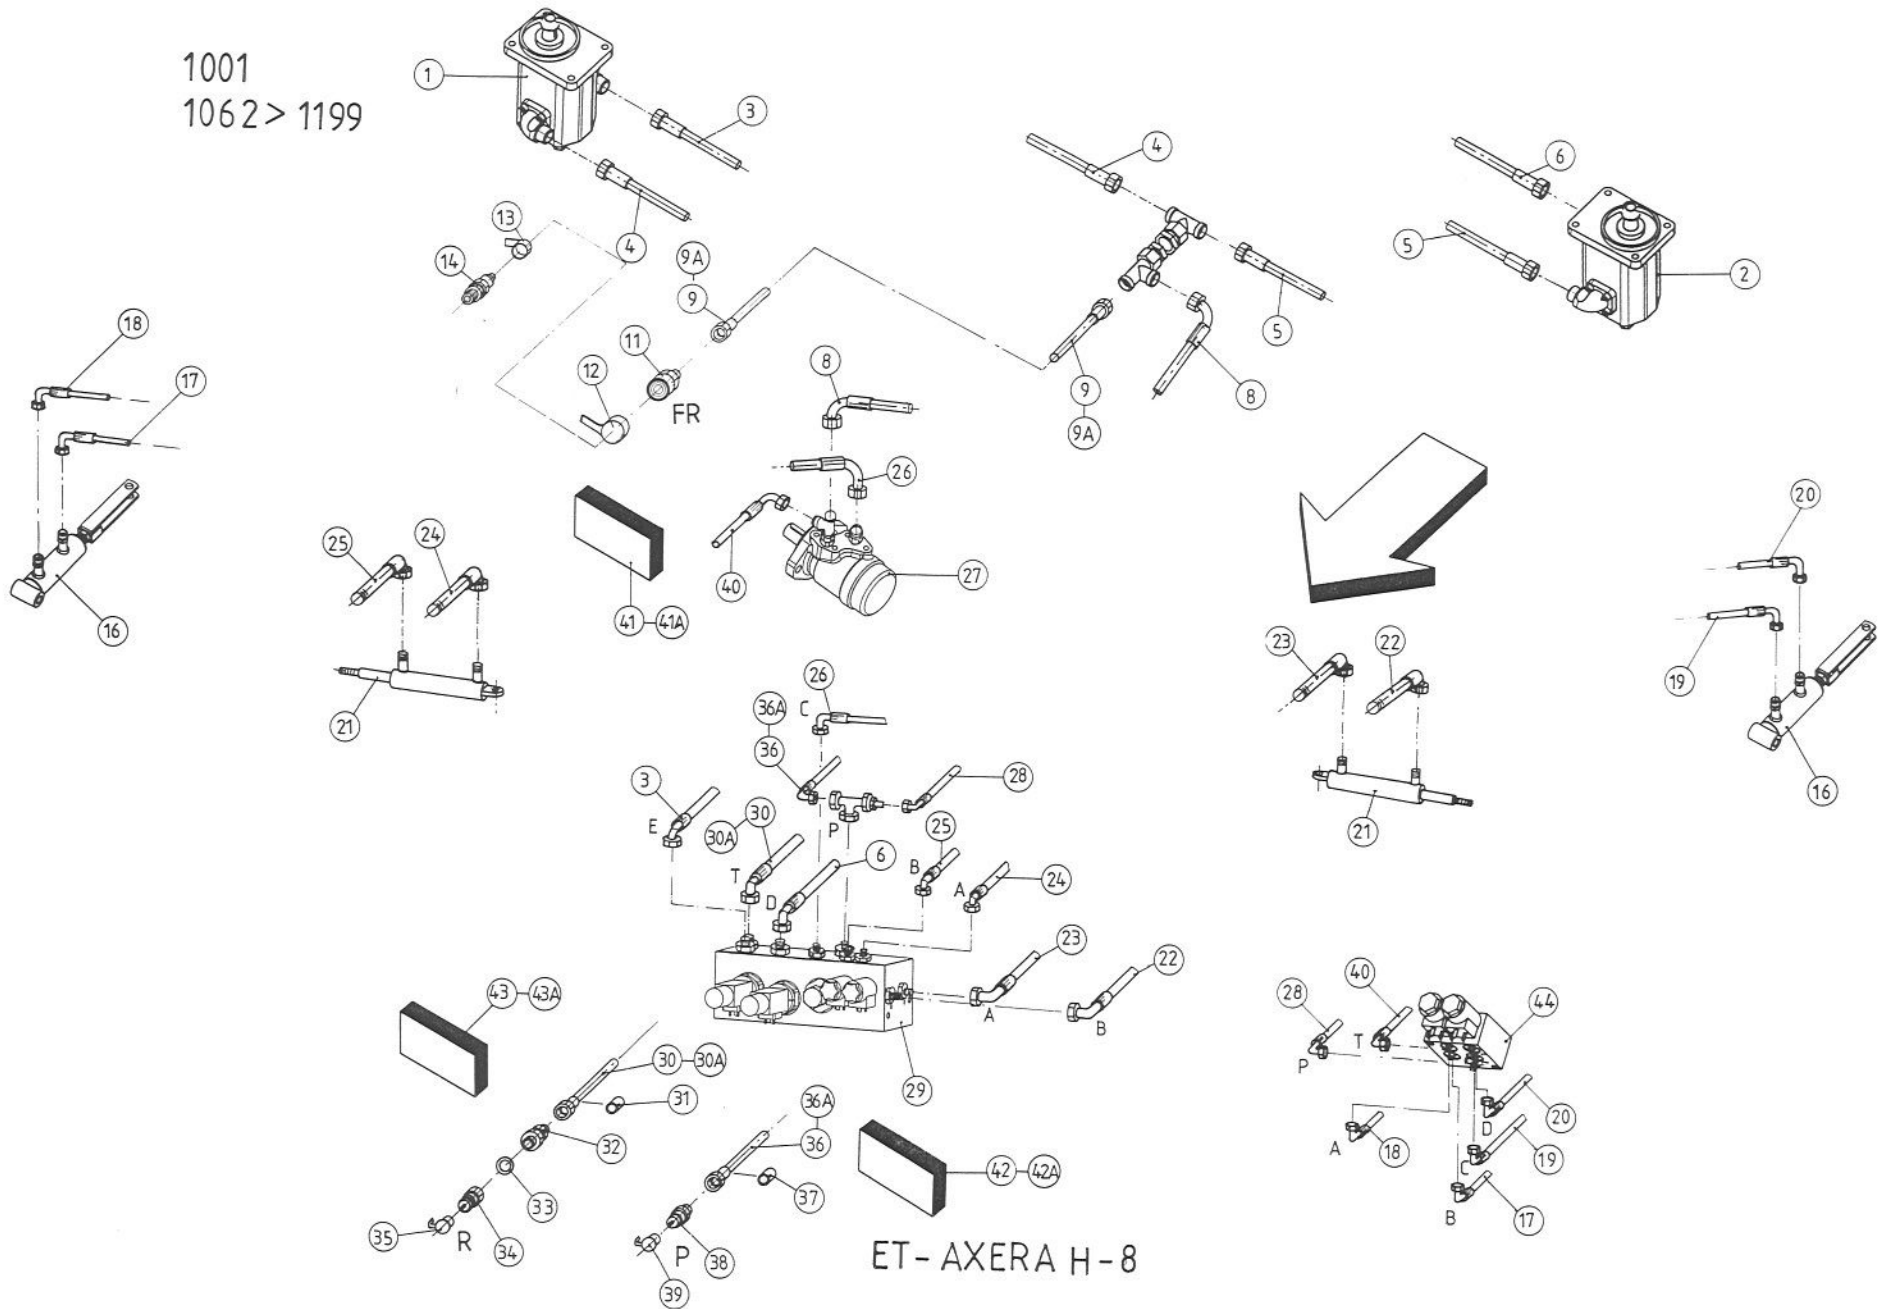 1001
1062> 1199
1
3
4
6
13
4
5
14
9A
2
9
5
18
11
12
8
17
8
9
FR
9A
26
20
25
24
40
27
16
41
41A
23
22
19
26
36A
C
21
36
28
3
16
E
30
P
25
21
30A
6
B
T
A
24
D
23
22
40
43
43A
28
44
A
B
T
P
30
30A
29
31
36A
20
D
32
36
A
18
19
C
42
42A
33
37
17
B
35
R
34
P
38
39
ET- AXERA H-8